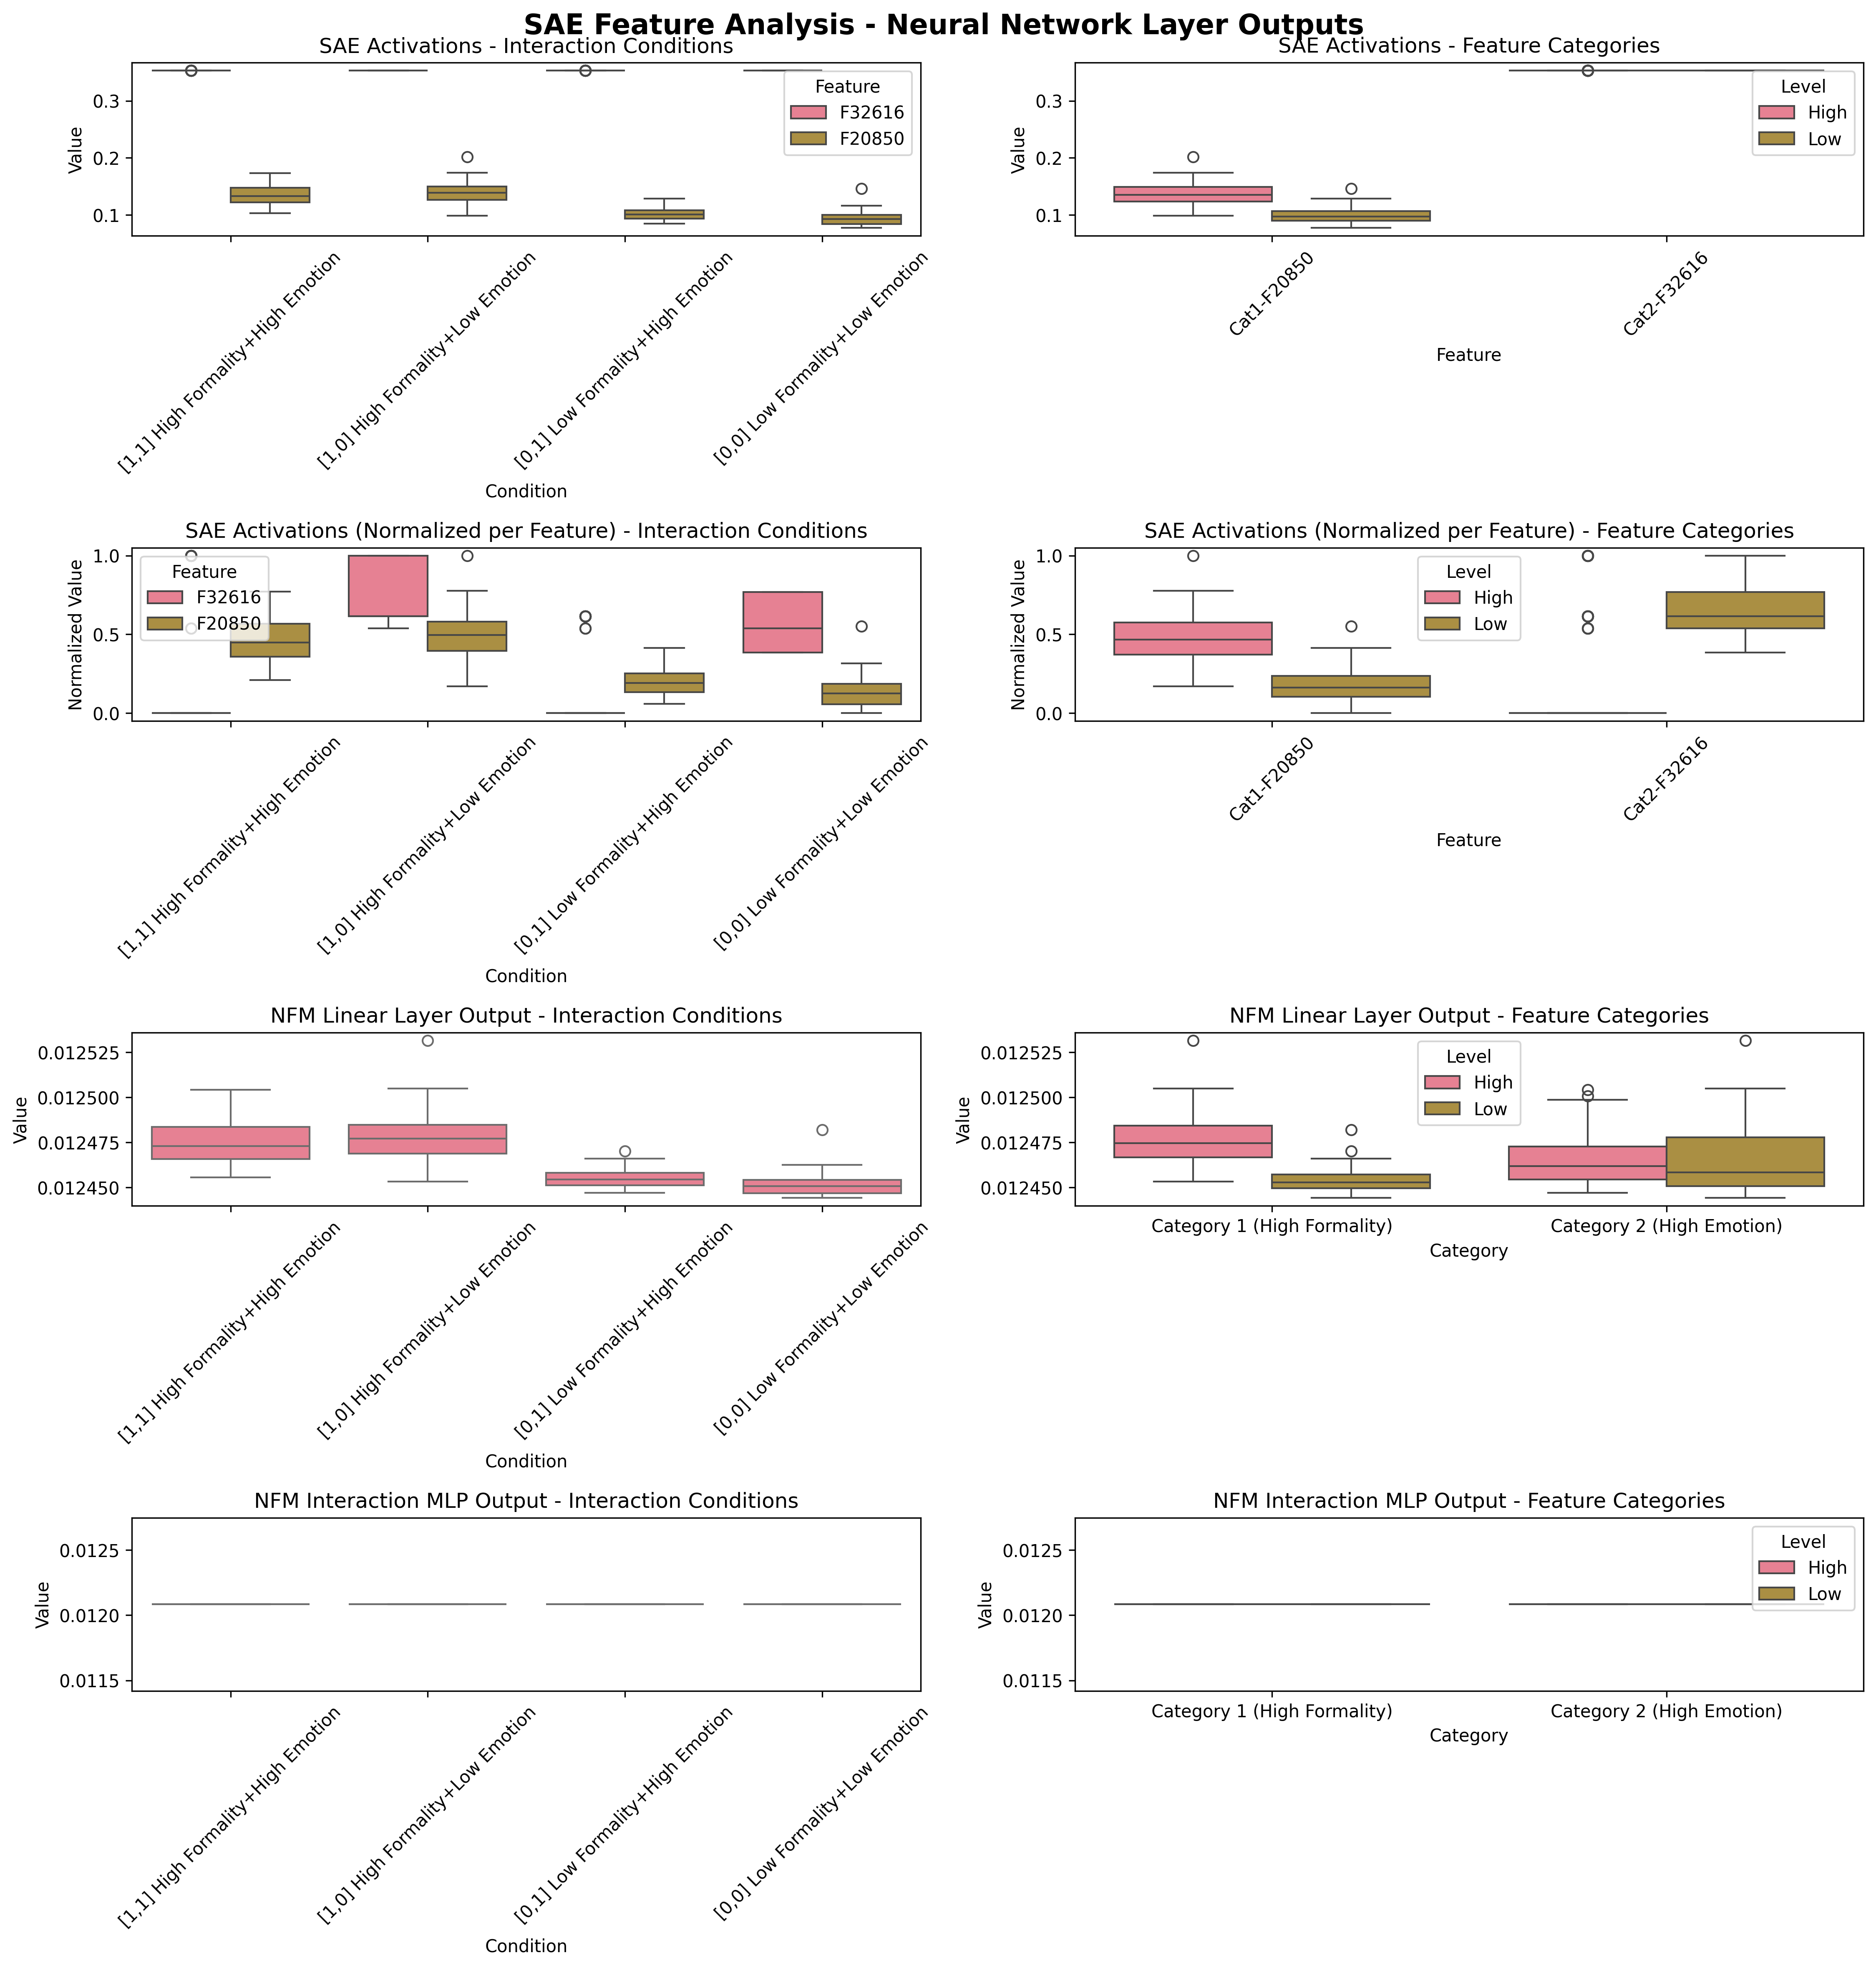 SAE Feature Analysis - Neural Network Layer Outputs
SAE Activations - Interaction Conditions
Value
0.3
0.2
0.1
Feature
F32616
F20850
[1,1] High Formality+High Emotion
[1,0] High Formality+Low Emotion
[0,1] Low Formality+High Emotion
[0,0] Low Formality+Low Emotion
Condition
SAE Activations - Feature Categories
Value
0.3
0.2
0.1
Level
High
Low
Cat1-F20850
Cat2-F32616
Feature
SAE Activations (Normalized per Feature) - Interaction Conditions
Normalized Value
1.0
0.5
0.0
Feature
F32616
F20850
[1,1] High Formality+High Emotion
[1,0] High Formality+Low Emotion
[0,1] Low Formality+High Emotion
[0,0] Low Formality+Low Emotion
Condition
SAE Activations (Normalized per Feature) - Feature Categories
Normalized Value
1.0
0.5
0.0
Level
High
Low
Cat1-F20850
Cat2-F32616
Feature
NFM Linear Layer Output - Interaction Conditions
Value
0.012525
0.012500
0.012475
0.012450
[1,1] High Formality+High Emotion
[1,0] High Formality+Low Emotion
[0,1] Low Formality+High Emotion
[0,0] Low Formality+Low Emotion
Condition
NFM Linear Layer Output - Feature Categories
Value
0.012525
0.012500
0.012475
0.012450
Level
High
Low
Category 1 (High Formality)
Category 2 (High Emotion)
Category
NFM Interaction MLP Output - Interaction Conditions
Value
0.0125
0.0120
0.0115
[1,1] High Formality+High Emotion
[1,0] High Formality+Low Emotion
[0,1] Low Formality+High Emotion
[0,0] Low Formality+Low Emotion
Condition
NFM Interaction MLP Output - Feature Categories
Value
0.0125
0.0120
0.0115
Level
High
Low
Category 1 (High Formality)
Category 2 (High Emotion)
Category